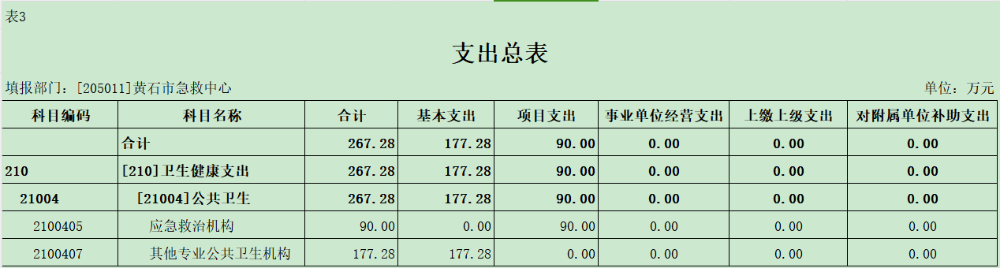 表3
支出总表
填报部门：[205011]黄石市急救中心 单位：万元
科目编码 科目名称 合计 基本支出 项目支出 事业单位经营支出 上缴上级支出 对附属单位补助支出
合计 267.28 177.28 90.00 0.00 0.00 0.00
210 [210]卫生健康支出 267.28 177.28 90.00 0.00 0.00 0.00
21004 [21004]公共卫生 267.28 177.28 90.00 0.00 0.00 0.00
2100405 应急救治机构 90.00 0.00 90.00 0.00 0.00 0.00
2100407 其他专业公共卫生机构 177.28 177.28 0.00 0.00 0.00 0.00